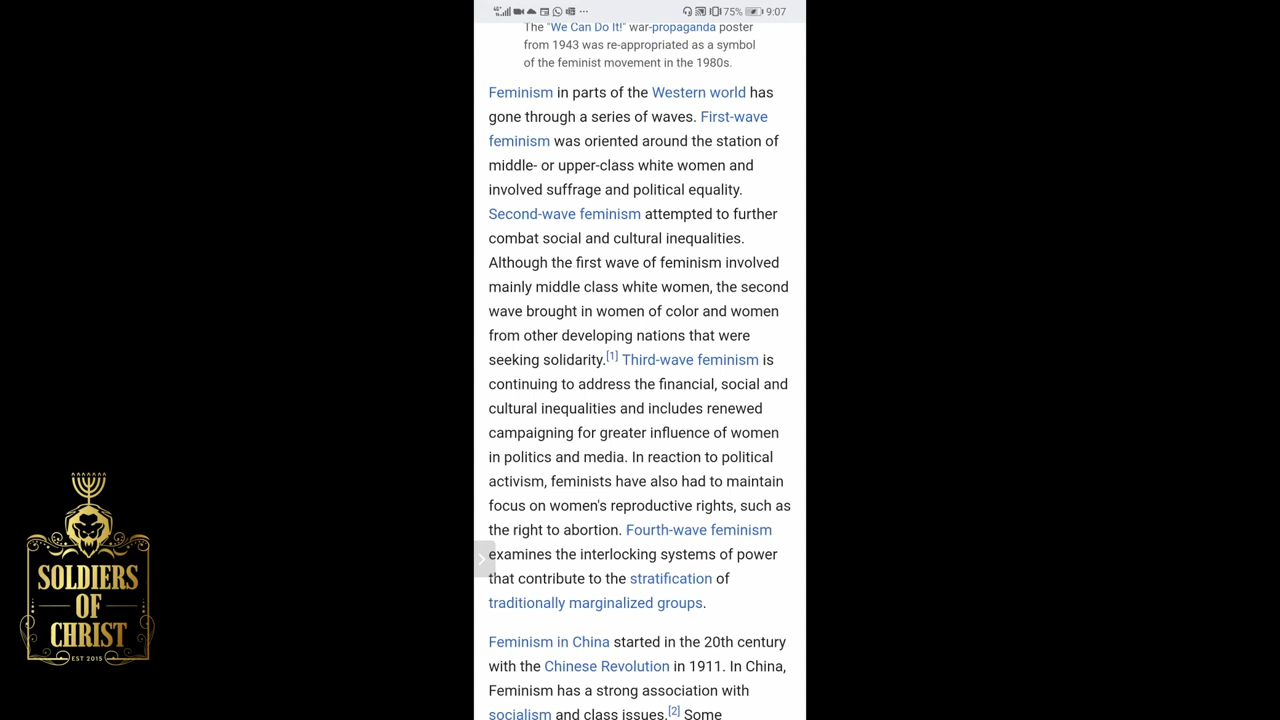 75% 9:07
The "We Can Do It!" war-propaganda poster
from 1943 was re-appropriated as a symbol
of the feminist movement in the 1980s.
Feminism in parts of the Western world has
gone through a series of waves. First-wave
feminism was oriented around the station of
middle- or upper-class white women and
involved suffrage and political equality.
Second-wave feminism attempted to further
combat social and cultural inequalities.
Although the first wave of feminism involved
mainly middle class white women, the second
wave brought in women of color and women
from other developing nations that were
seeking solidarity.[1] Third-wave feminism is
continuing to address the financial, social and
cultural inequalities and includes renewed
campaigning for greater influence of women
in politics and media. In reaction to political
activism, feminists have also had to maintain
focus on women's reproductive rights, such as
the right to abortion. Fourth-wave feminism
examines the interlocking systems of power
that contribute to the stratification of
traditionally marginalized groups.
Feminism in China started in the 20th century
with the Chinese Revolution in 1911. In China,
Feminism has a strong association with
socialism and class issues.[2] Some
SOLDIERS
OF
CHRIST
EST 2015